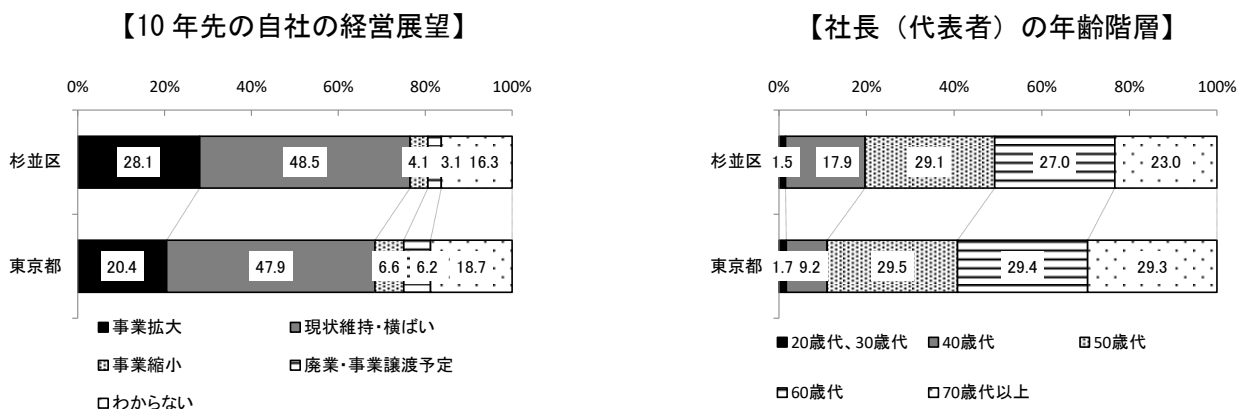 【10 年先の自社の経営展望】
0% 20% 40% 60% 80% 100%
杉並区 28.1 48.5 4.1 3.1 16.3
東京都 20.4 47.9 6.6 6.2 18.7
■事業拡大 ■現状維持・横ばい
事業縮小 廃業・事業譲渡予定
わからない
【社長（代表者）の年齢階層】
0% 20% 40% 60% 80% 100%
杉並区 1.5 17.9 29.1 27.0 23.0
東京都 1.7 9.2 29.5 29.4 29.3
■20歳代、30歳代 ■40歳代 50歳代
60歳代 70歳代以上